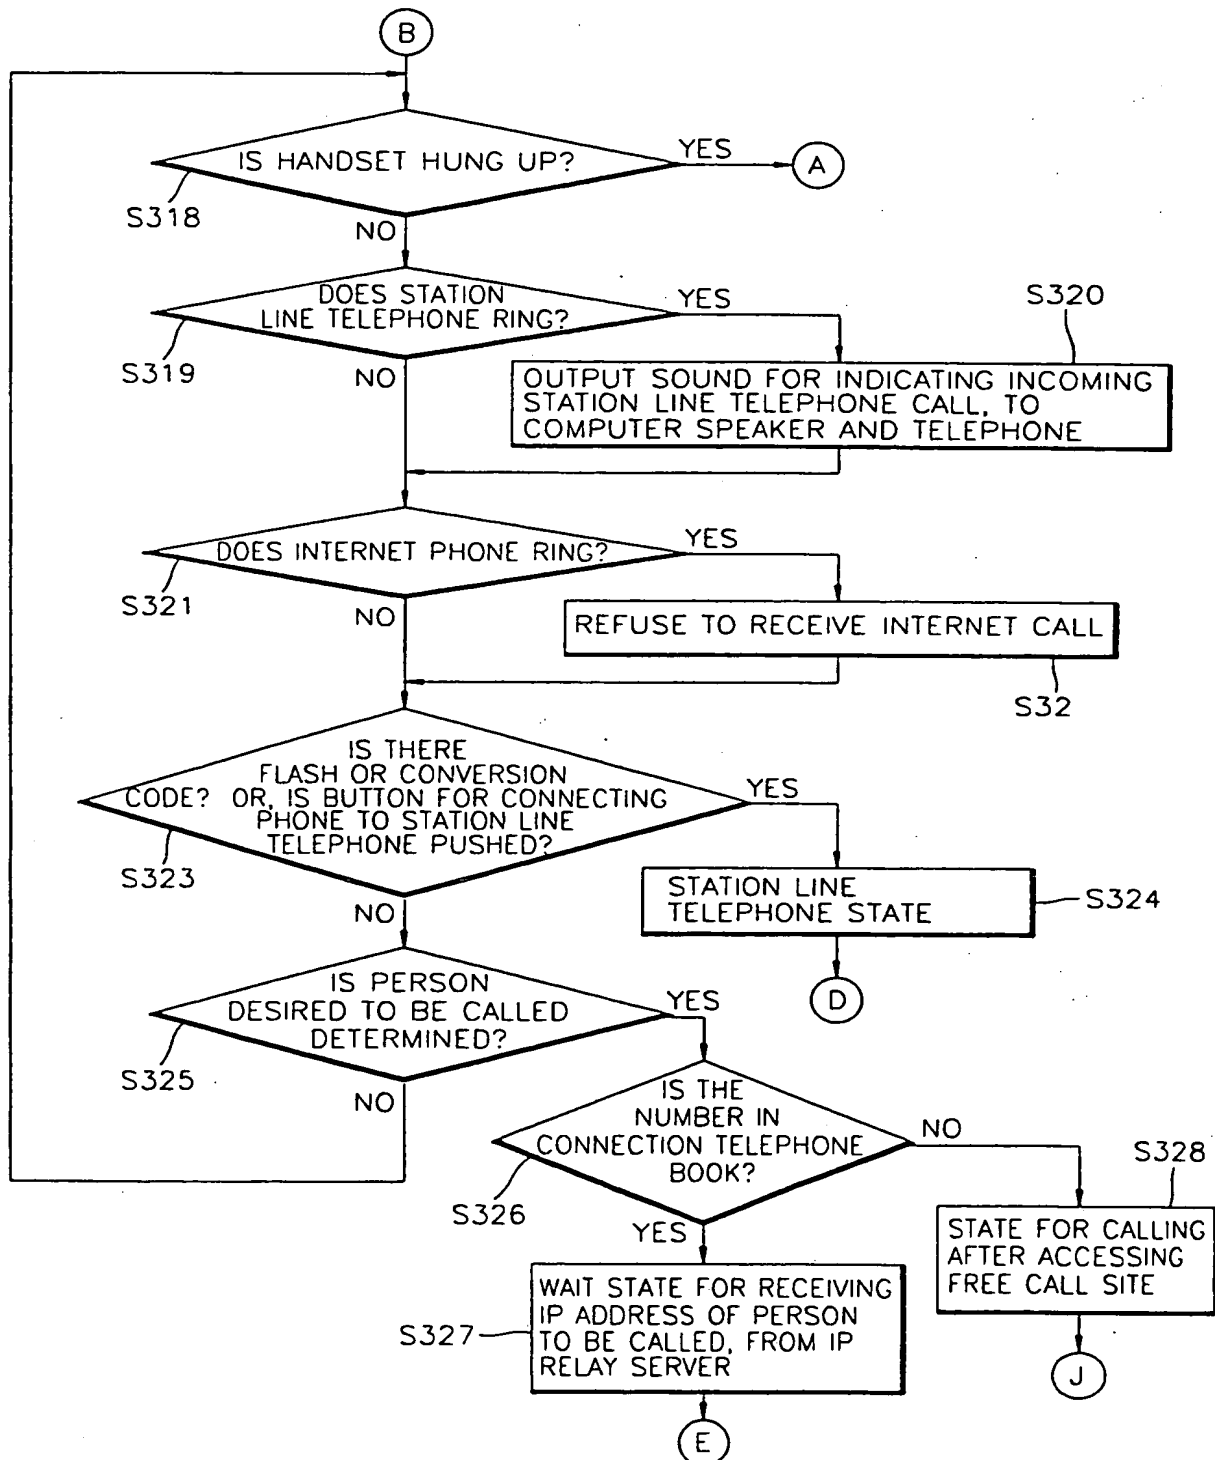 B
IS HANDSET HUNG UP?
YES
A
S318
NO
DOES STATION
LINE TELEPHONE RING?
YES
S320
S319
NO
OUTPUT SOUND FOR INDICATING INCOMING
STATION LINE TELEPHONE CALL, TO
COMPUTER SPEAKER AND TELEPHONE
DOES INTERNET PHONE RING?
YES
S321
NO
REFUSE TO RECEIVE INTERNET CALL
S32
IS THERE
FLASH OR CONVERSION
CODE? OR, IS BUTTON FOR CONNECTING
PHONE TO STATION LINE
TELEPHONE PUSHED?
YES
S323
NO
STATION LINE
TELEPHONE STATE
S324
D
IS PERSON
DESIRED TO BE CALLED
DETERMINED?
YES
S325
NO
IS THE
NUMBER IN
CONNECTION TELEPHONE
BOOK?
NO
S328
S326
YES
STATE FOR CALLING
AFTER ACCESSING
FREE CALL SITE
WAIT STATE FOR RECEIVING
IP ADDRESS OF PERSON
TO BE CALLED, FROM IP
RELAY SERVER
S327
J
E